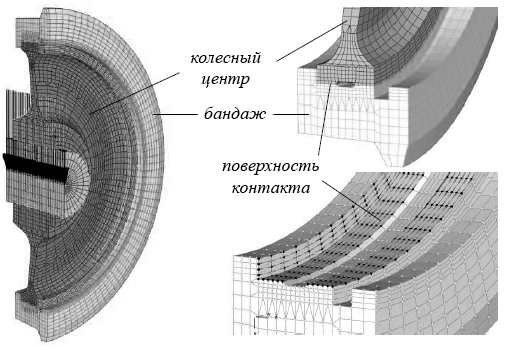 колесный
центр
бандаж
поверхность
контакта